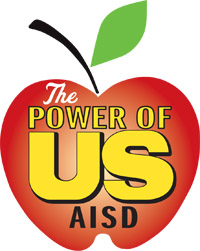 The
POWER OF
US
AISD